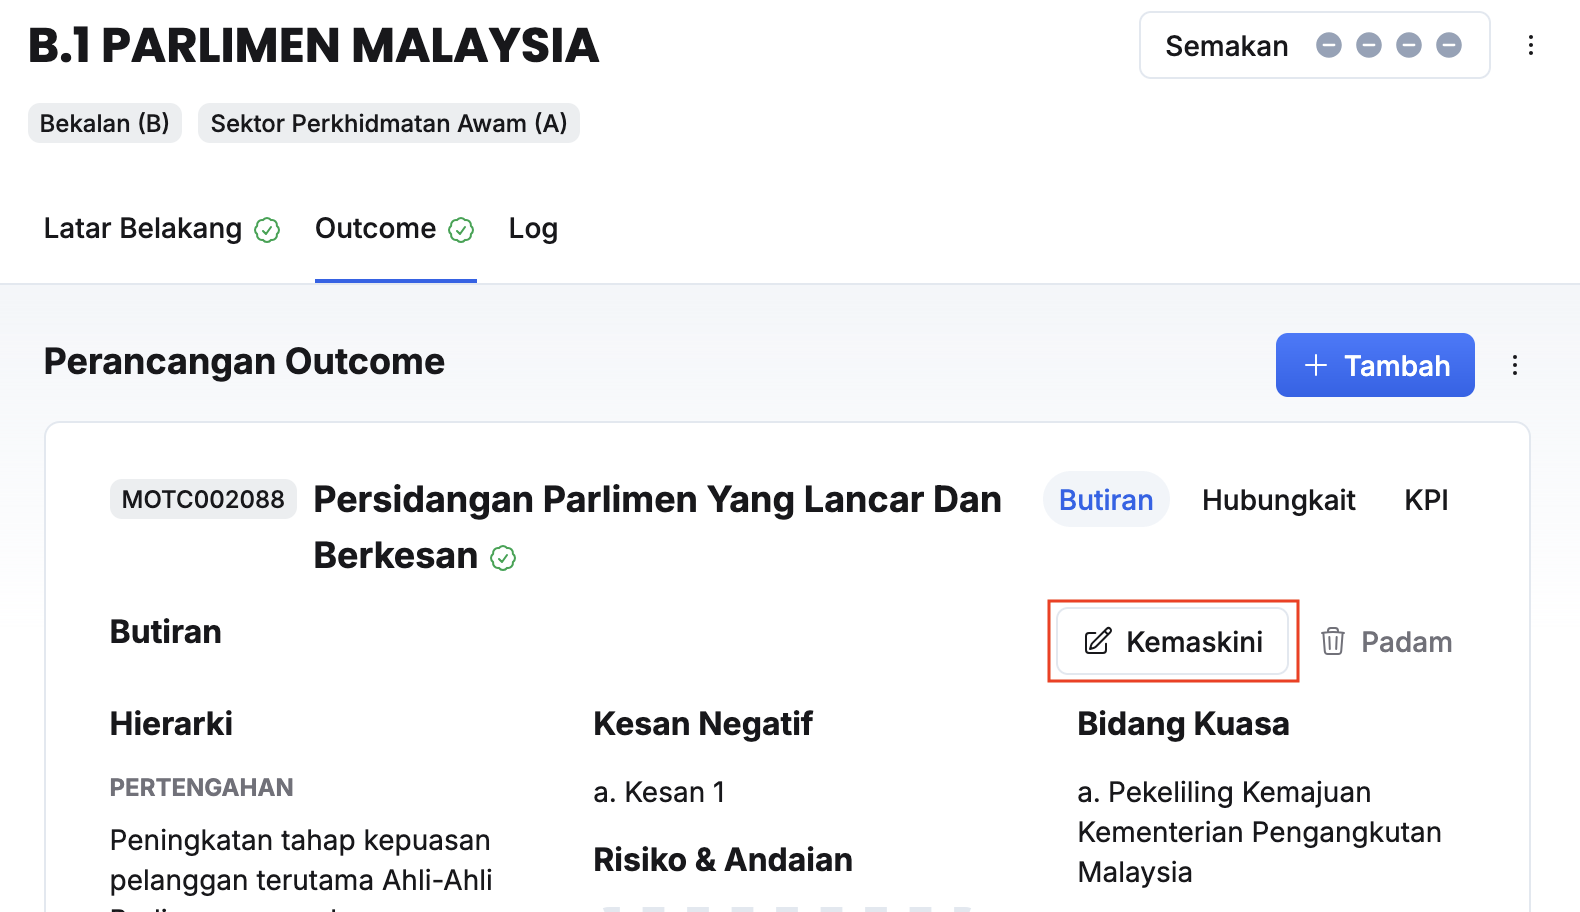 B.1 PARLIMEN MALAYSIA
Semakan
Bekalan (B)
Sektor Perkhidmatan Awam (A)
Latar Belakang
Outcome
Log
Perancangan Outcome
Tambah
MOTC002088
Persidangan Parlimen Yang Lancar Dan
Berkesan
Butiran
Hubungkait
KPI
Butiran
Kemaskini
Padam
Hierarki
PERTENGAHAN
Peningkatan tahap kepuasan
pelanggan terutama Ahli-Ahli
Kesan Negatif
a. Kesan 1
Risiko & Andaian
Bidang Kuasa
a. Pekeliling Kemajuan
Kementerian Pengangkutan
Malaysia